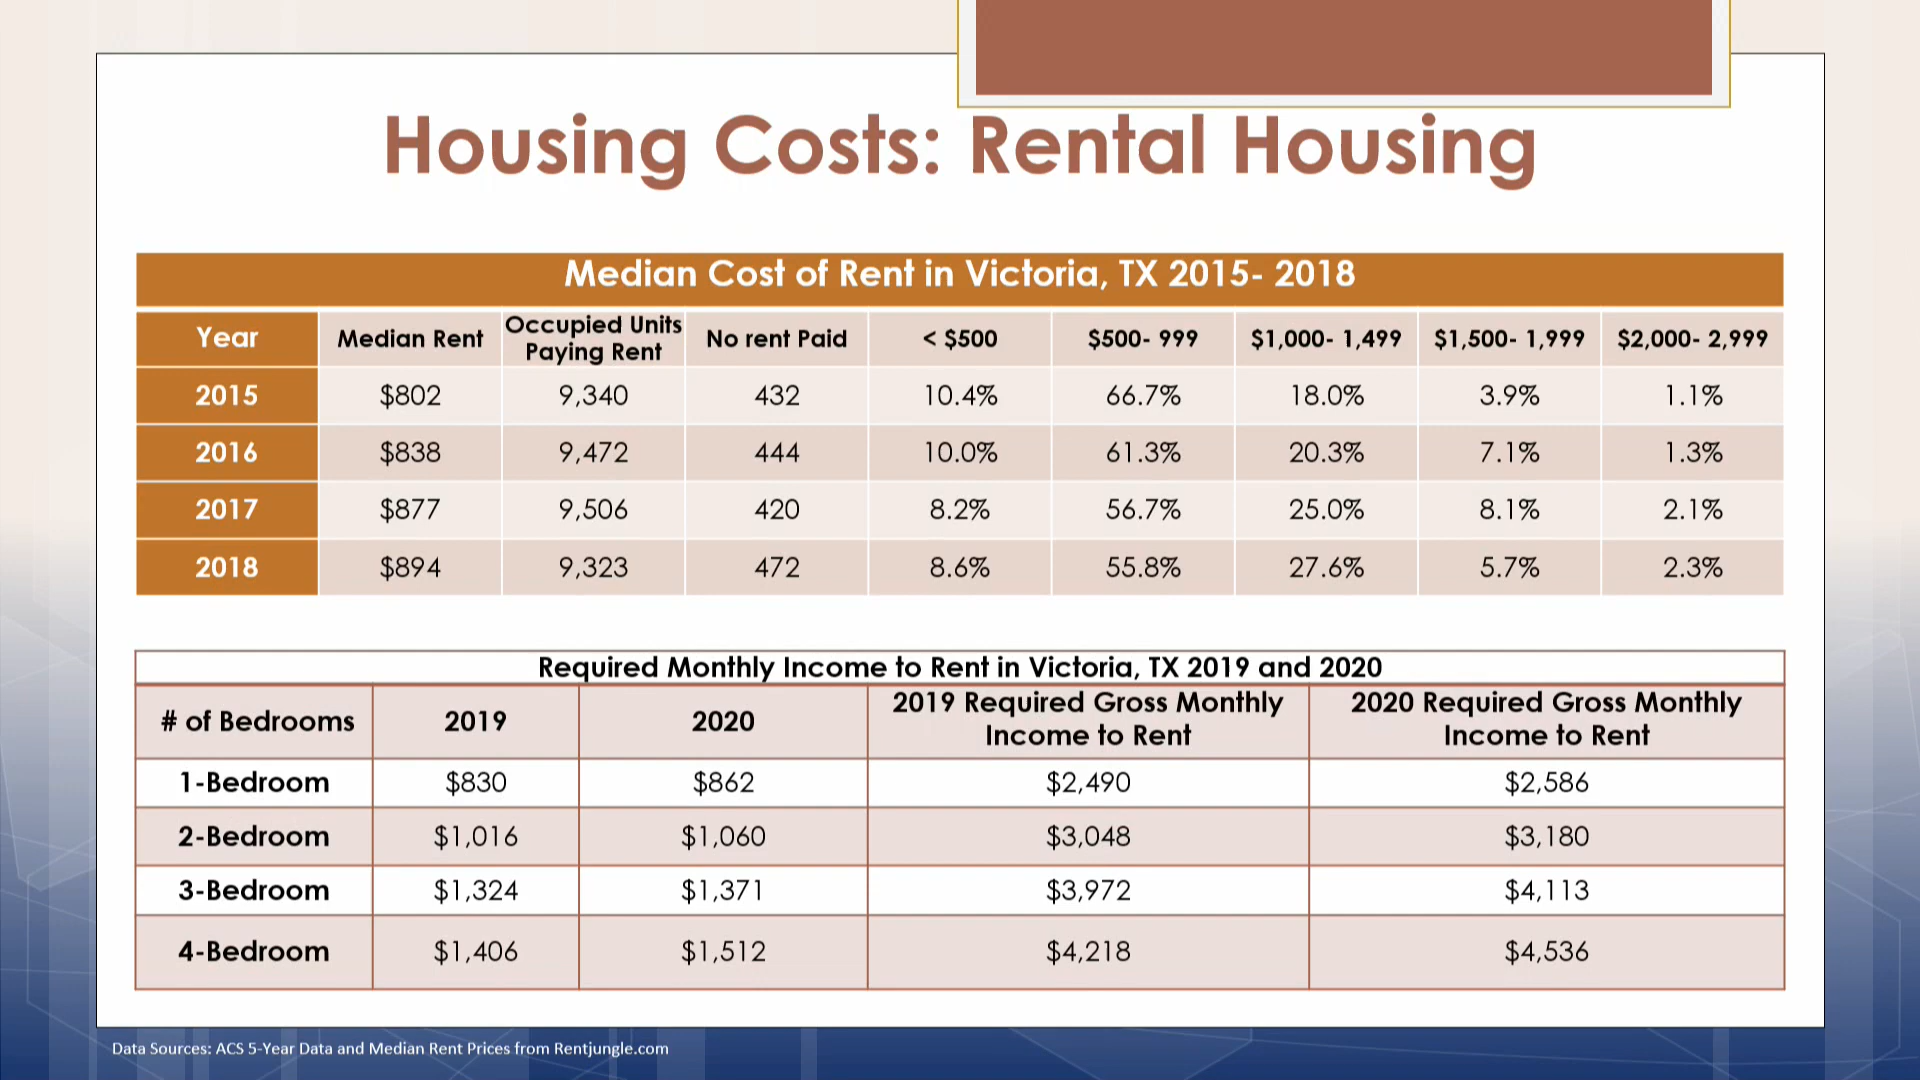 Housing Costs: Rental Housing
Median Cost of Rent in Victoria, TX 2015- 2018
Year Median Rent Occupied Units Paying Rent No rent Paid < $500 $500- 999 $1,000- 1,499 $1,500- 1,999 $2,000- 2,999
2015 $802 9,340 432 10.4% 66.7% 18.0% 3.9% 1.1%
2016 $838 9,472 444 10.0% 61.3% 20.3% 7.1% 1.3%
2017 $877 9,506 420 8.2% 56.7% 25.0% 8.1% 2.1%
2018 $894 9,323 472 8.6% 55.8% 27.6% 5.7% 2.3%
Required Monthly Income to Rent in Victoria, TX 2019 and 2020
# of Bedrooms 2019 2020 2019 Required Gross Monthly Income to Rent 2020 Required Gross Monthly Income to Rent
1-Bedroom $830 $862 $2,490 $2,586
2-Bedroom $1,016 $1,060 $3,048 $3,180
3-Bedroom $1,324 $1,371 $3,972 $4,113
4-Bedroom $1,406 $1,512 $4,218 $4,536
Data Sources: ACS 5-Year Data and Median Rent Prices from Rentjungle.com